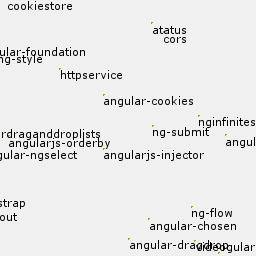 cookiestore
atatus
cors
ular-foundation
ng-style
httpservice
angular-cookies
nginfinites
ng-submit
rdraganddroplists
angul
angularjs-orderby
gular-ngselect
angularjs-injector
strap
ng-flow
out
angular-chosen
angular-dragdrop